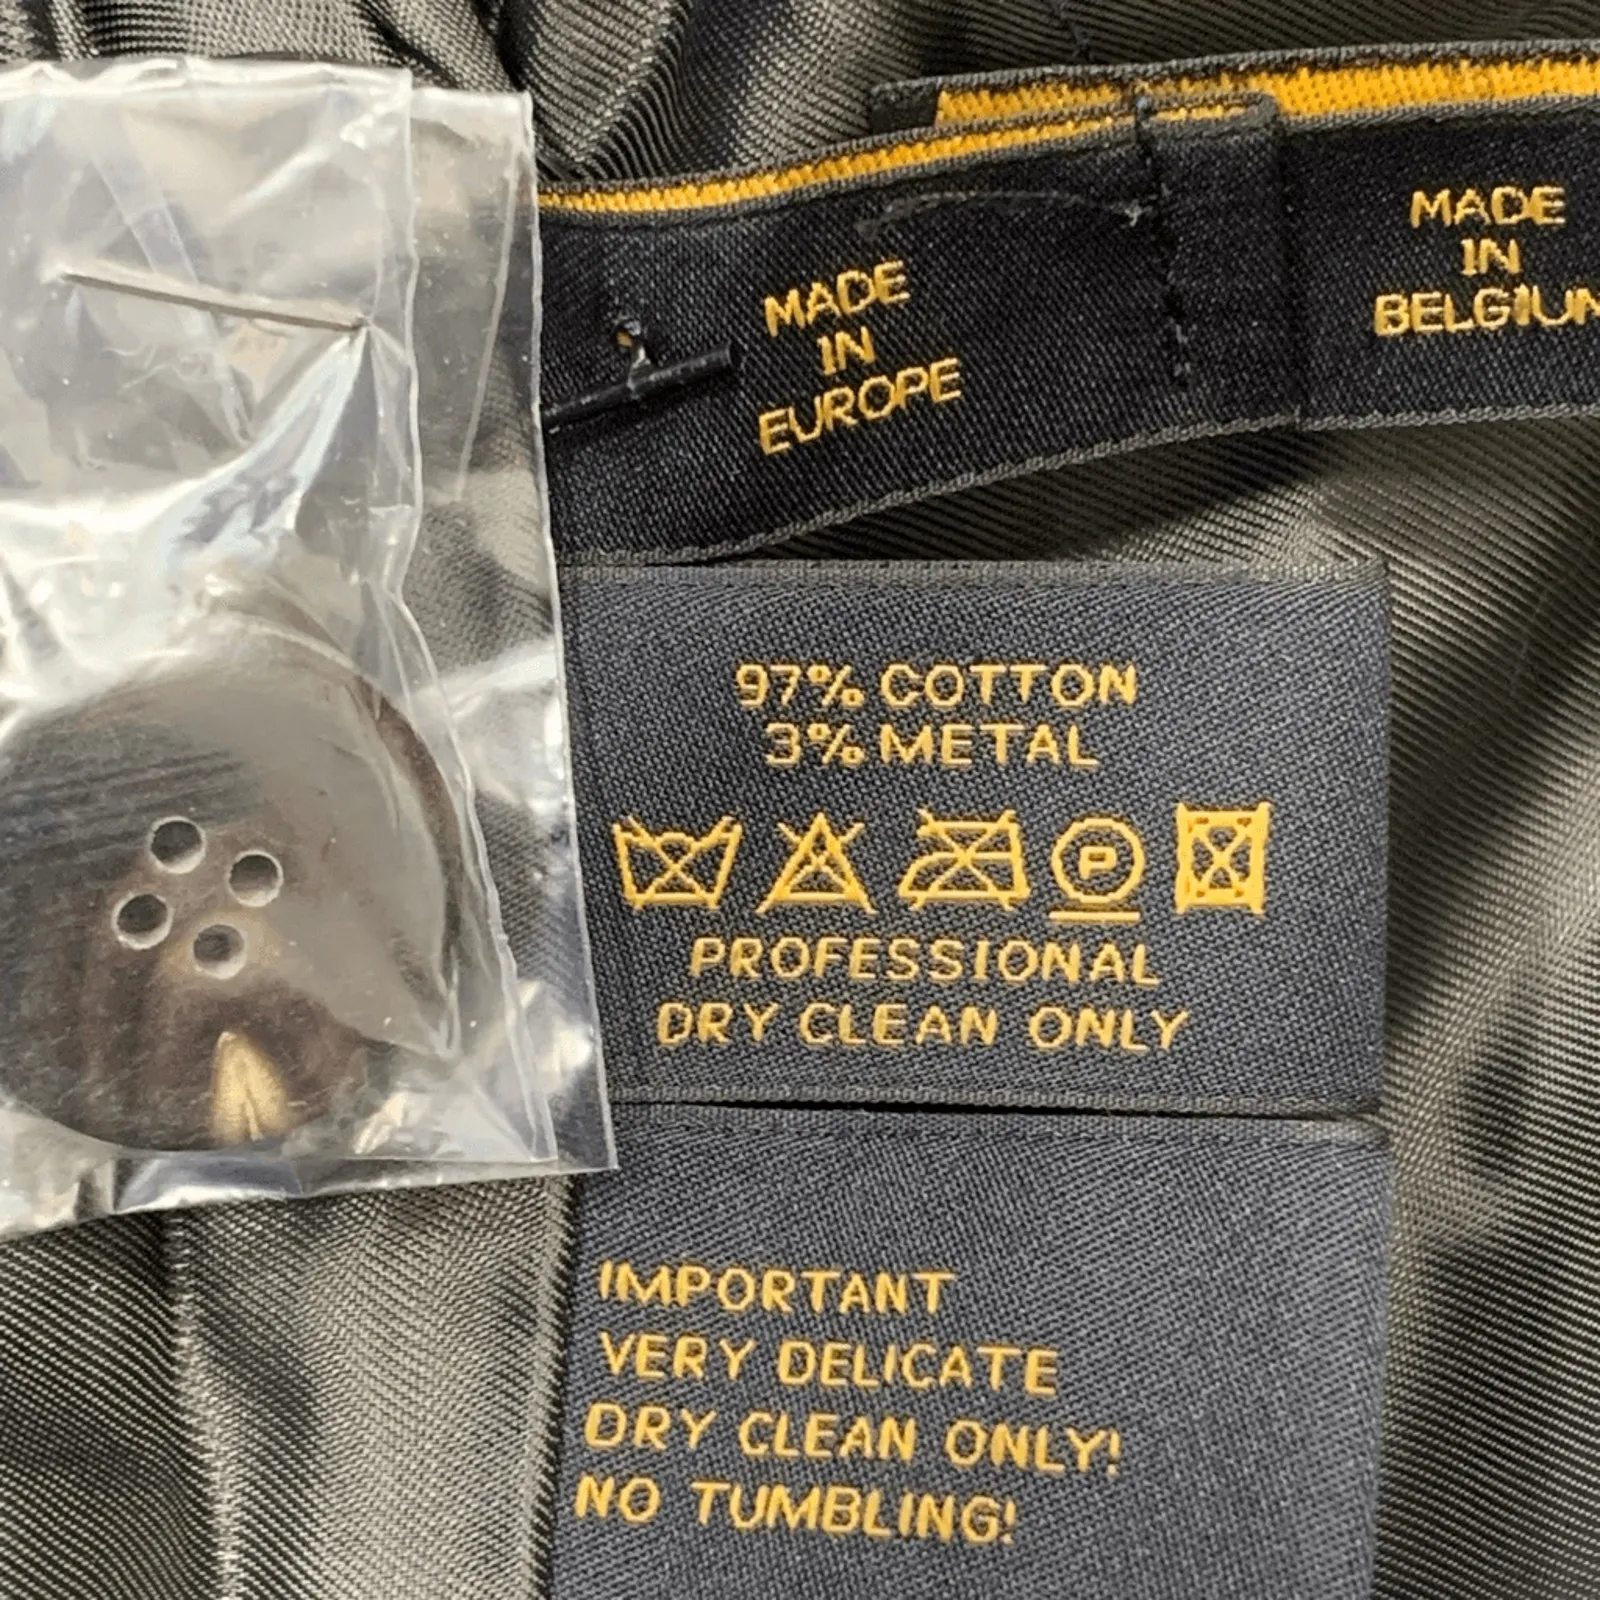 MADE
IN
EUROPE
MADE
IN
BELGIUM
97% COTTON
3% METAL
P
PROFESSIONAL
DRY CLEAN ONLY
IMPORTANT
VERY DELICATE
DRY CLEAN ONLY!
NO TUMBLING!